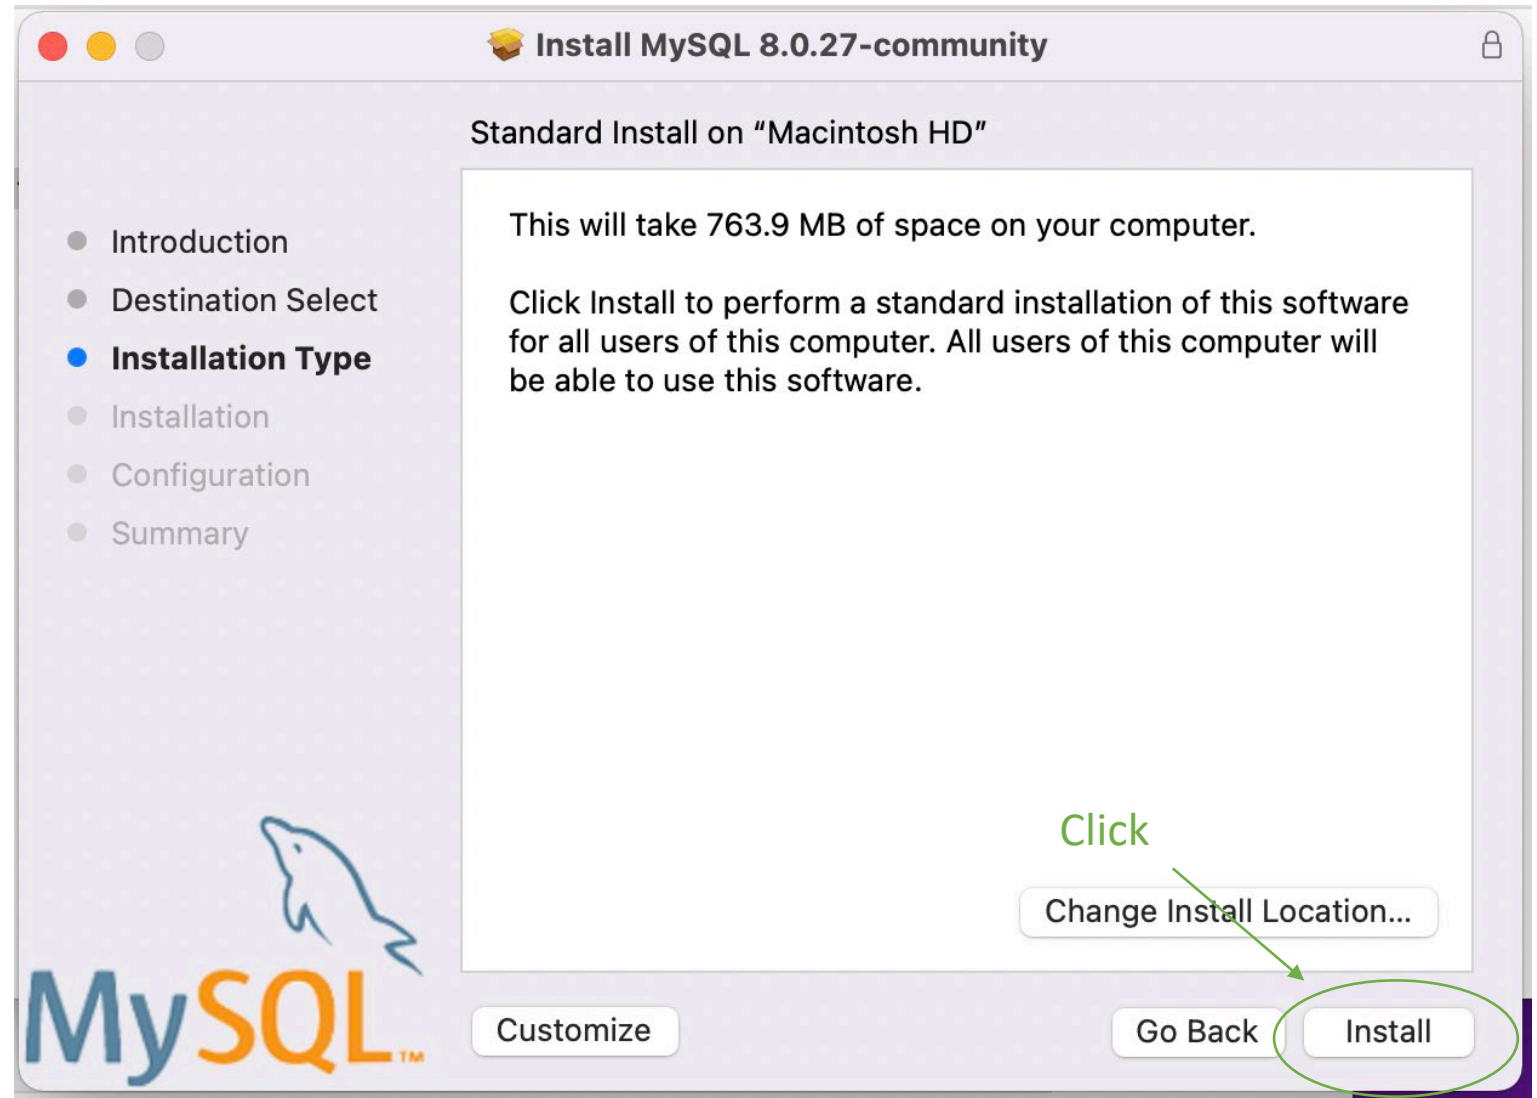 Install MySQL 8.0.27-community
Standard Install on “Macintosh HD”
Introduction
Destination Select
Installation Type
Installation
Configuration
Summary
This will take 763.9 MB of space on your computer.
Click Install to perform a standard installation of this software
for all users of this computer. All users of this computer will
be able to use this software.
Click
Change Install Location...
MySQL™
Customize
Go Back
Install